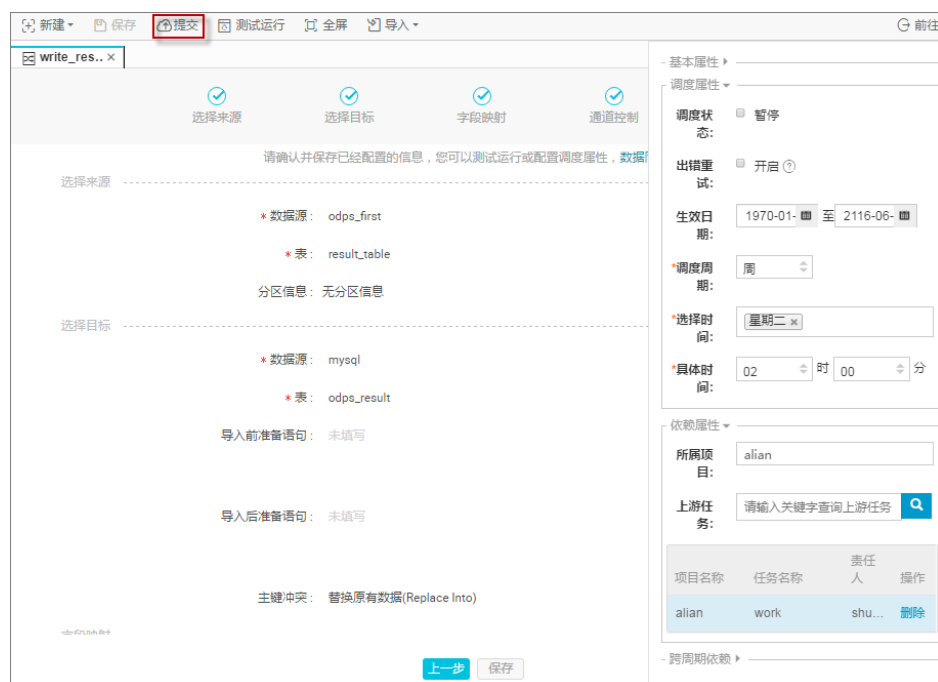 新建 保存 提交 测试运行 全屏 导入 前往
write_res.. ×
选择来源 选择目标 字段映射 通道控制
请确认并保存已经配置的信息，您可以测试运行或配置调度属性，数据
选择来源
* 数据源： odps_first
* 表： result_table
分区信息：无分区信息
选择目标
* 数据源： mysql
* 表： odps_result
导入前准备语句： 未填写
导入后准备语句： 未填写
主键冲突： 替换原有数据(Replace Into)
上一步 保存
基本属性
调度属性
调度状态: 暂停
出错重试: 开启 ?
生效日期: 1970-01- 至 2116-06-
*调度周期: 周
*选择时间: 星期二 ×
*具体时间: 02 时 00 分
依赖属性
所属项目: alian
上游任务: 请输入关键字查询上游任务
项目名称 任务名称 责任人 操作
alian work shu... 删除
跨周期依赖